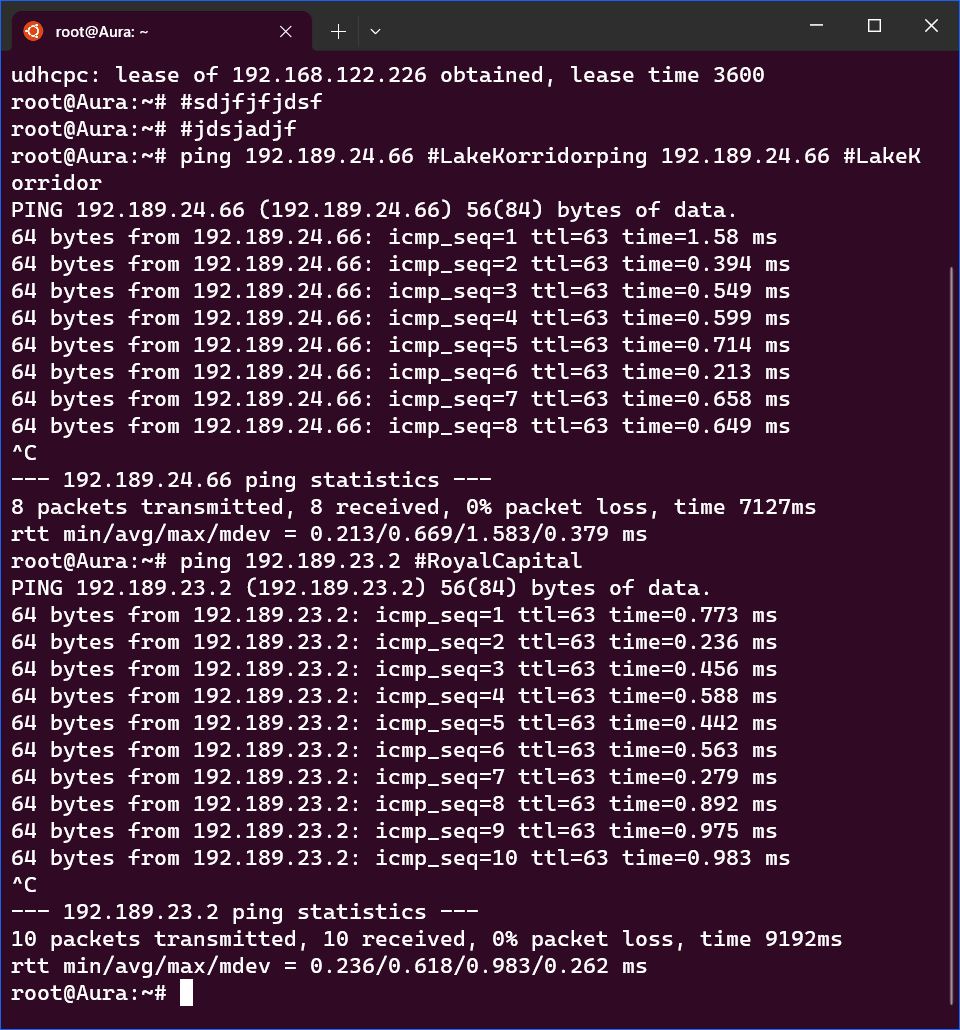 root@Aura: ~
udhcpc: lease of 192.168.122.226 obtained, lease time 3600
root@Aura:~# #sdjfjfjdsf
root@Aura:~# #jdsjadjf
root@Aura:~# ping 192.189.24.66 #LakeKorridorping 192.189.24.66 #LakeK
orridor
PING 192.189.24.66 (192.189.24.66) 56(84) bytes of data.
64 bytes from 192.189.24.66: icmp_seq=1 ttl=63 time=1.58 ms
64 bytes from 192.189.24.66: icmp_seq=2 ttl=63 time=0.394 ms
64 bytes from 192.189.24.66: icmp_seq=3 ttl=63 time=0.549 ms
64 bytes from 192.189.24.66: icmp_seq=4 ttl=63 time=0.599 ms
64 bytes from 192.189.24.66: icmp_seq=5 ttl=63 time=0.714 ms
64 bytes from 192.189.24.66: icmp_seq=6 ttl=63 time=0.213 ms
64 bytes from 192.189.24.66: icmp_seq=7 ttl=63 time=0.658 ms
64 bytes from 192.189.24.66: icmp_seq=8 ttl=63 time=0.649 ms
^C
--- 192.189.24.66 ping statistics ---
8 packets transmitted, 8 received, 0% packet loss, time 7127ms
rtt min/avg/max/mdev = 0.213/0.669/1.583/0.379 ms
root@Aura:~# ping 192.189.23.2 #RoyalCapital
PING 192.189.23.2 (192.189.23.2) 56(84) bytes of data.
64 bytes from 192.189.23.2: icmp_seq=1 ttl=63 time=0.773 ms
64 bytes from 192.189.23.2: icmp_seq=2 ttl=63 time=0.236 ms
64 bytes from 192.189.23.2: icmp_seq=3 ttl=63 time=0.456 ms
64 bytes from 192.189.23.2: icmp_seq=4 ttl=63 time=0.588 ms
64 bytes from 192.189.23.2: icmp_seq=5 ttl=63 time=0.442 ms
64 bytes from 192.189.23.2: icmp_seq=6 ttl=63 time=0.563 ms
64 bytes from 192.189.23.2: icmp_seq=7 ttl=63 time=0.279 ms
64 bytes from 192.189.23.2: icmp_seq=8 ttl=63 time=0.892 ms
64 bytes from 192.189.23.2: icmp_seq=9 ttl=63 time=0.975 ms
64 bytes from 192.189.23.2: icmp_seq=10 ttl=63 time=0.983 ms
^C
--- 192.189.23.2 ping statistics ---
10 packets transmitted, 10 received, 0% packet loss, time 9192ms
rtt min/avg/max/mdev = 0.236/0.618/0.983/0.262 ms
root@Aura:~#